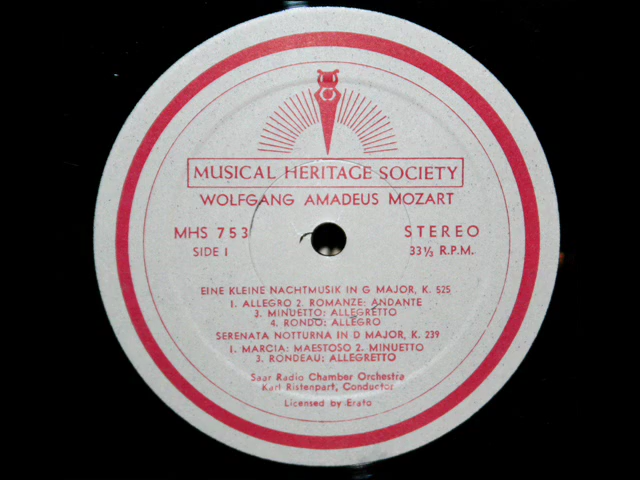 MUSICAL HERITAGE SOCIETY
WOLFGANG AMADEUS MOZART
MHS 753 STEREO
SIDE I 33⅓ R.P.M.
EINE KLEINE NACHTMUSIK IN G MAJOR, K. 525
1. ALLEGRO 2. ROMANZE: ANDANTE
3. MINUETTO: ALLEGRETTO
4. RONDO: ALLEGRO
SERENATA NOTTURNA IN D MAJOR, K. 239
1. MARCIA: MAESTOSO 2. MINUETTO
3. RONDEAU: ALLEGRETTO
Saar Radio Chamber Orchestra
Karl Ristenpart, Conductor
Licensed by Erato